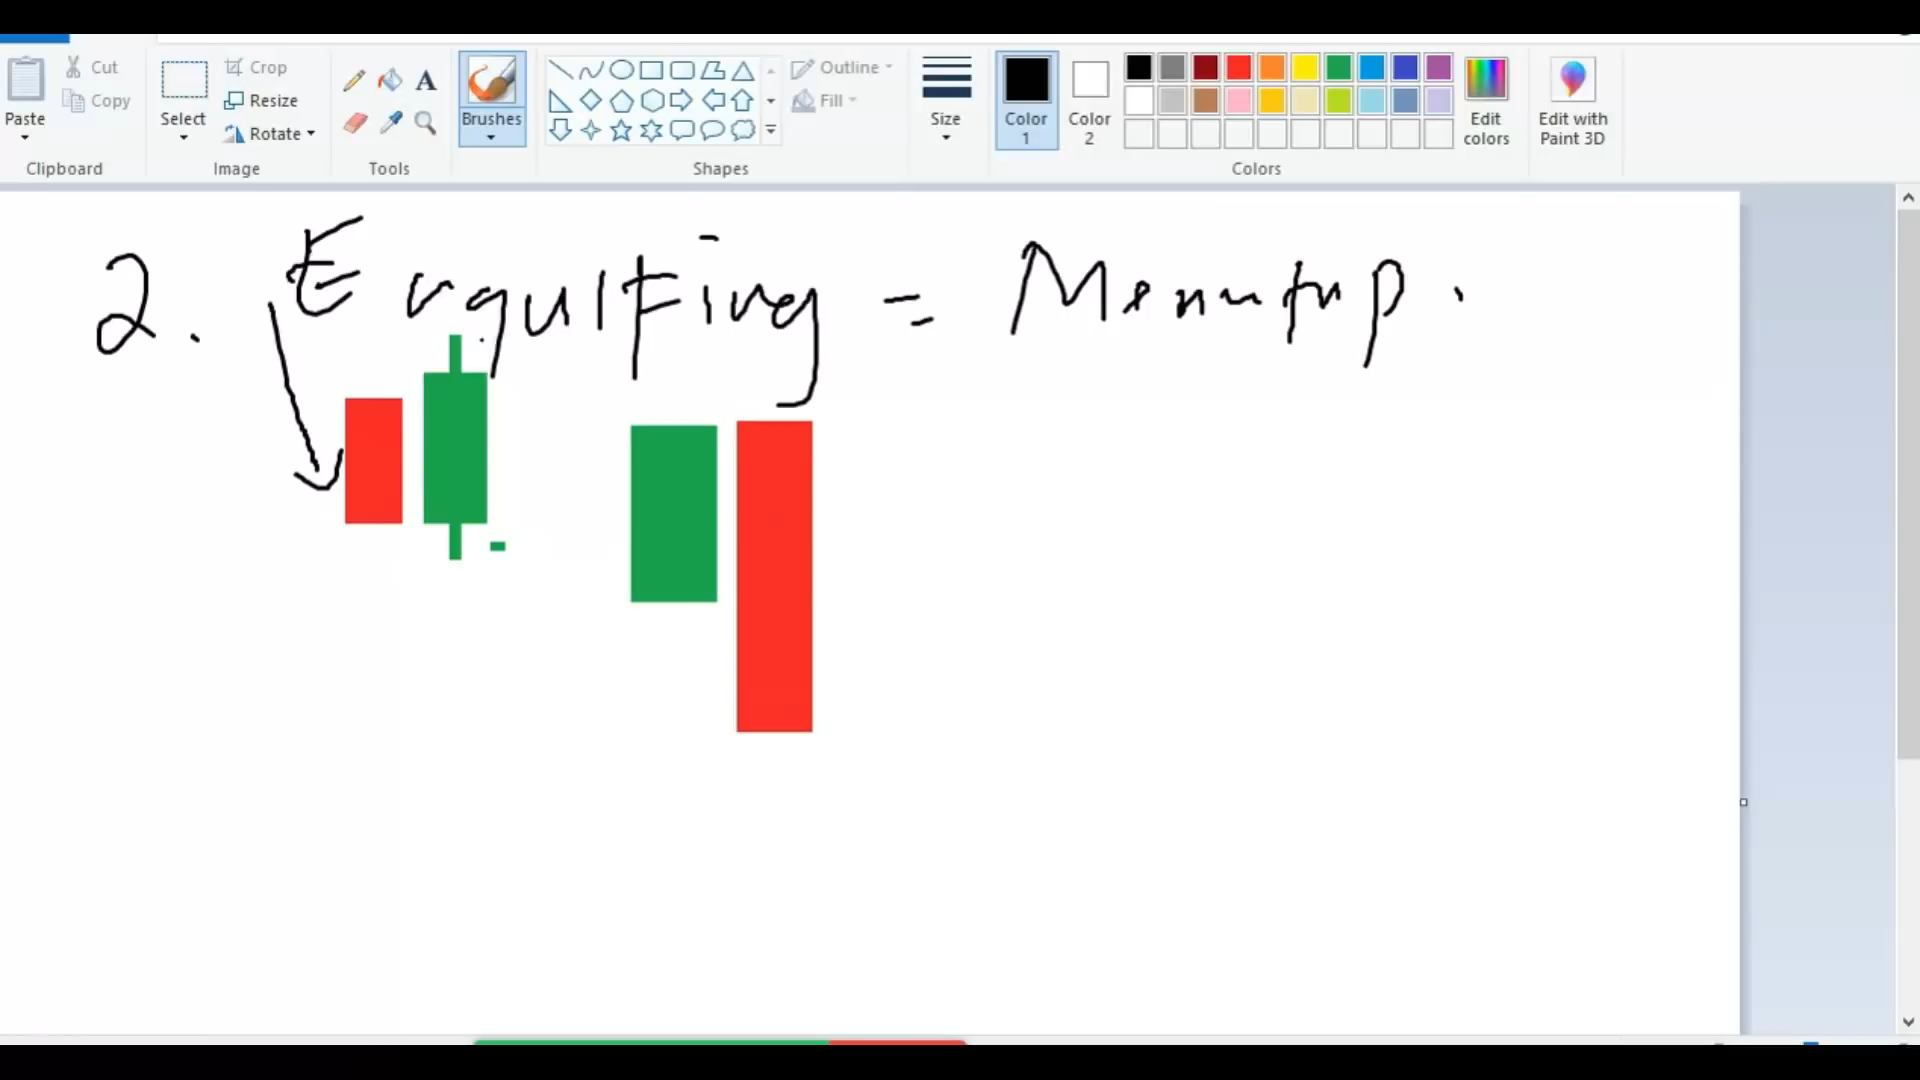 Cut
Copy
Paste
Clipboard
Crop
Resize
Rotate
Select
Image
Tools
Brushes
Shapes
Outline
Fill
Size
Color 1
Color 2
Colors
Edit colors
Edit with Paint 3D
2. Engulfing = Menutup.